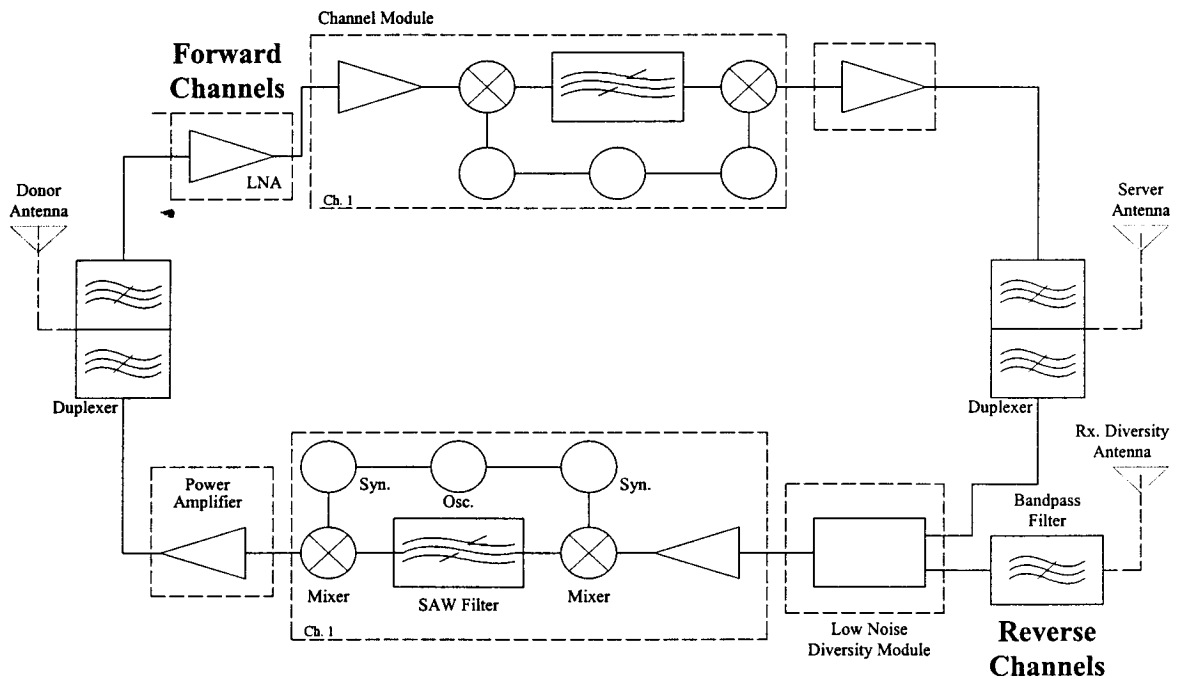 Channel Module
Forward
Channels
LNA
Ch. 1
Donor
Antenna
Server
Antenna
Duplexer
Duplexer
Rx. Diversity
Antenna
Power
Amplifier
Syn.
Osc.
Syn.
Bandpass
Filter
Mixer
SAW Filter
Mixer
Ch. 1
Low Noise
Diversity Module
Reverse
Channels